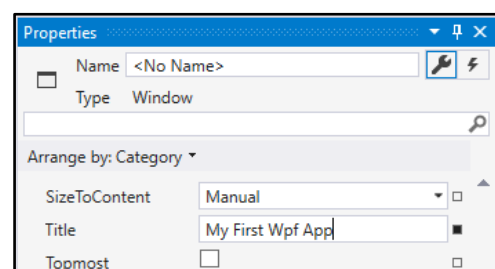 Properties
Name <No Name>
Type Window
Arrange by: Category
SizeToContent Manual
Title My First Wpf App
Topmost